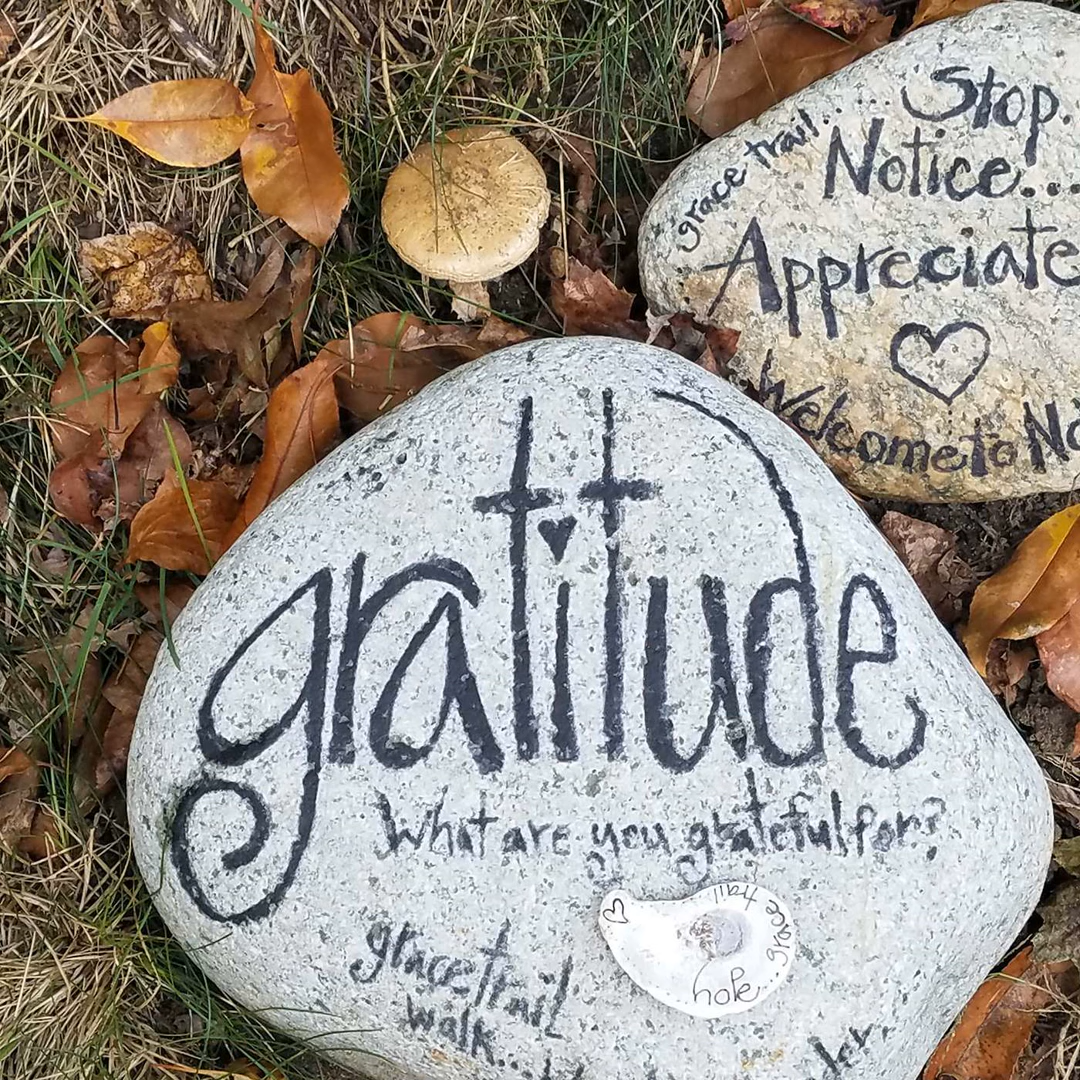 Stop.
grace trail...
Notice...
Appreciate
Welcome to
gratitude
What are you grateful for?
grace trail
hope
grace trail
walk...